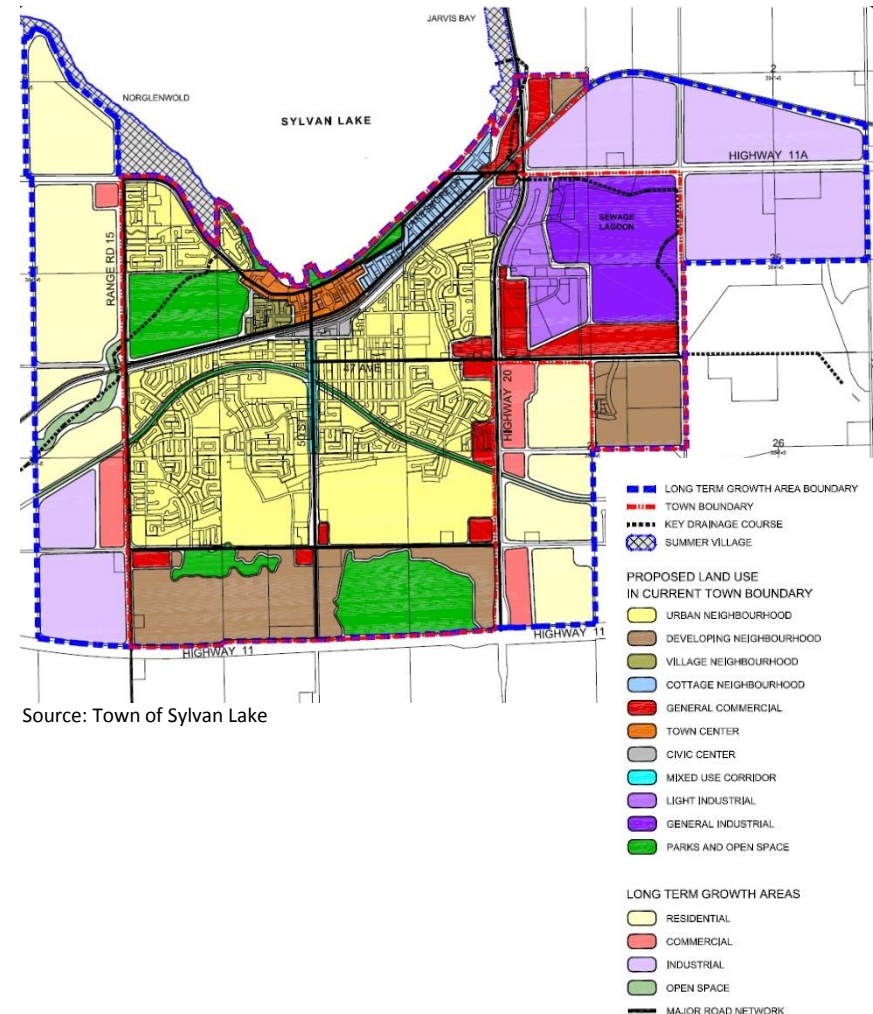 JARVIS BAY
NORGLENWOLD
SYLVAN LAKE
2
HIGHWAY 11A
SEWAGE
LAGOON
RANGE RD 15
25
47 AVE
HIGHWAY 20
50 ST
26
HIGHWAY 11
HIGHWAY 11
Source: Town of Sylvan Lake
LONG TERM GROWTH AREA BOUNDARY
TOWN BOUNDARY
KEY DRAINAGE COURSE
SUMMER VILLAGE
PROPOSED LAND USE
IN CURRENT TOWN BOUNDARY
URBAN NEIGHBOURHOOD
DEVELOPING NEIGHBOURHOOD
VILLAGE NEIGHBOURHOOD
COTTAGE NEIGHBOURHOOD
GENERAL COMMERCIAL
TOWN CENTER
CIVIC CENTER
MIXED USE CORRIDOR
LIGHT INDUSTRIAL
GENERAL INDUSTRIAL
PARKS AND OPEN SPACE
LONG TERM GROWTH AREAS
RESIDENTIAL
COMMERCIAL
INDUSTRIAL
OPEN SPACE
MAJOR ROAD NETWORK